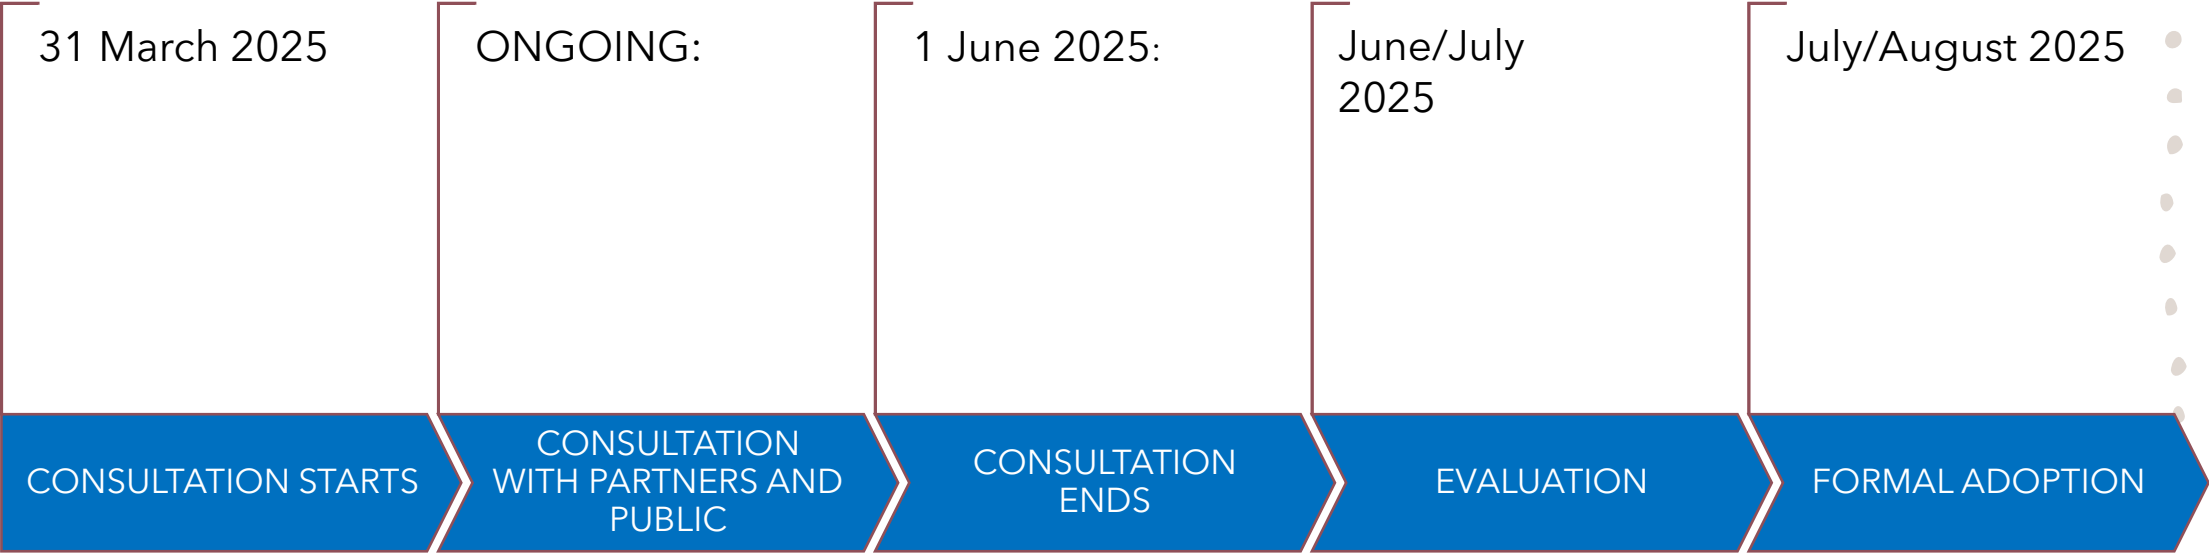 31 March 2025
ONGOING:
1 June 2025:
June/July
2025
July/August 2025
CONSULTATION STARTS
CONSULTATION
WITH PARTNERS AND
PUBLIC
CONSULTATION
ENDS
EVALUATION
FORMAL ADOPTION